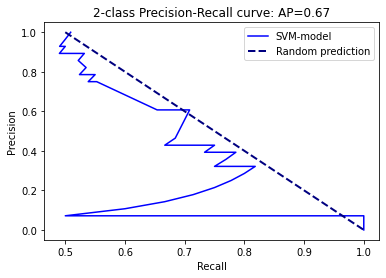 2-class Precision-Recall curve: AP=0.67
SVM-model
Random prediction
Precision
1.0
0.8
0.6
0.4
0.2
0.0
0.5
0.6
0.7
0.8
0.9
1.0
Recall